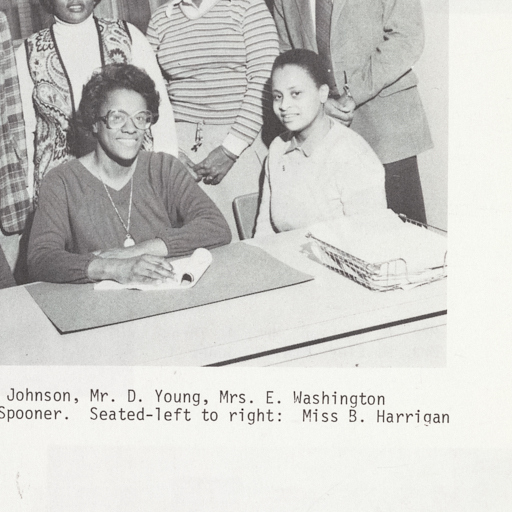 Johnson, Mr. D. Young, Mrs. E. Washington
Spooner.  Seated-left to right:  Miss B. Harrigan